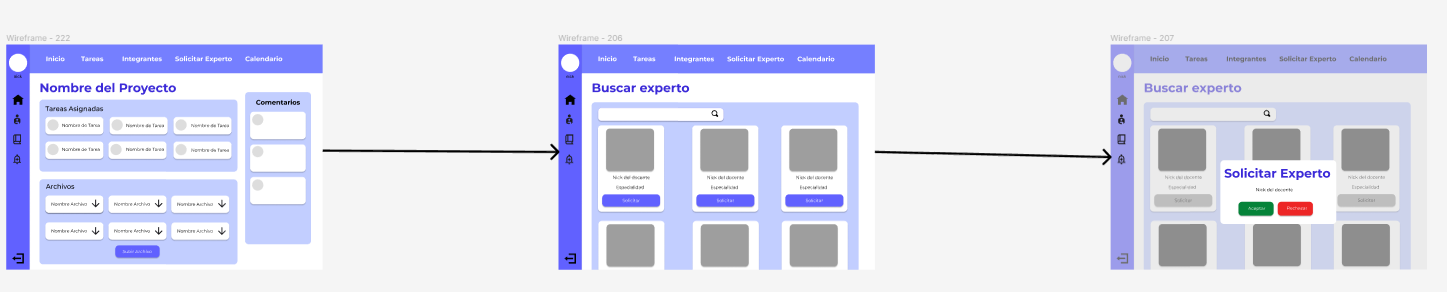 Wireframe - 222
Inicio Tareas Integrantes Solicitar Experto Calendario
Nombre del Proyecto
Tareas Asignadas
Nombre de Tarea Nombre de Tarea Nombre de Tarea
Nombre de Tarea Nombre de Tarea Nombre de Tarea
Archivos
Nombre Archivo Nombre Archivo Nombre Archivo
Nombre Archivo Nombre Archivo Nombre Archivo
Subir Archivo
Comentarios
Wireframe - 206
Inicio Tareas Integrantes Solicitar Experto Calendario
Buscar experto
Nick del docente Nick del docente Nick del docente
Especialidad Especialidad Especialidad
Solicitar Solicitar Solicitar
Wireframe - 207
Inicio Tareas Integrantes Solicitar Experto Calendario
Buscar experto
Nick del docente Nick del docente
Especialidad Especialidad
Solicitar Solicitar
Solicitar Experto
Nick del docente
Aceptar Rechazar